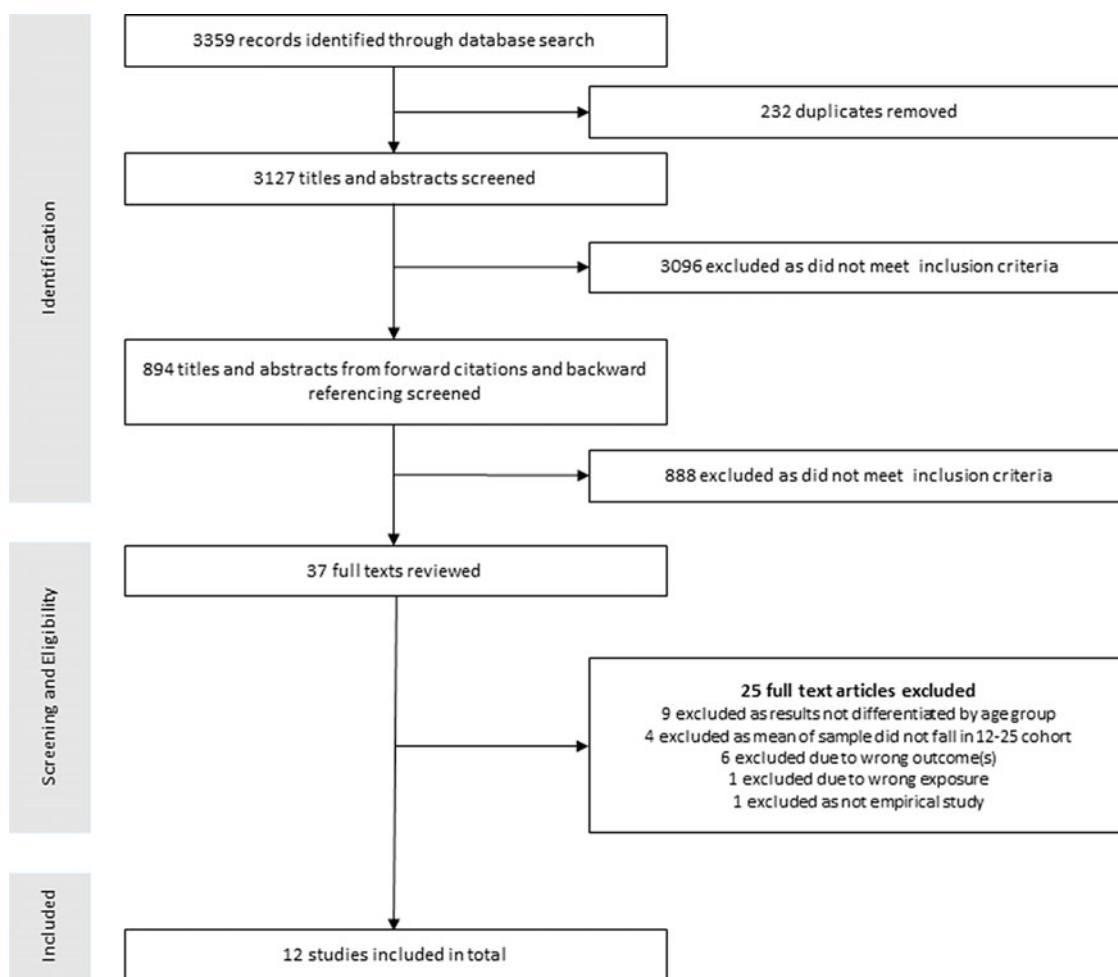 Identification
3359 records identified through database search
232 duplicates removed
3127 titles and abstracts screened
3096 excluded as did not meet inclusion criteria
894 titles and abstracts from forward citations and backward
referencing screened
888 excluded as did not meet inclusion criteria
Screening and Eligibility
37 full texts reviewed
25 full text articles excluded
9 excluded as results not differentiated by age group
4 excluded as mean of sample did not fall in 12-25 cohort
6 excluded due to wrong outcome(s)
1 excluded due to wrong exposure
1 excluded as not empirical study
Included
12 studies included in total